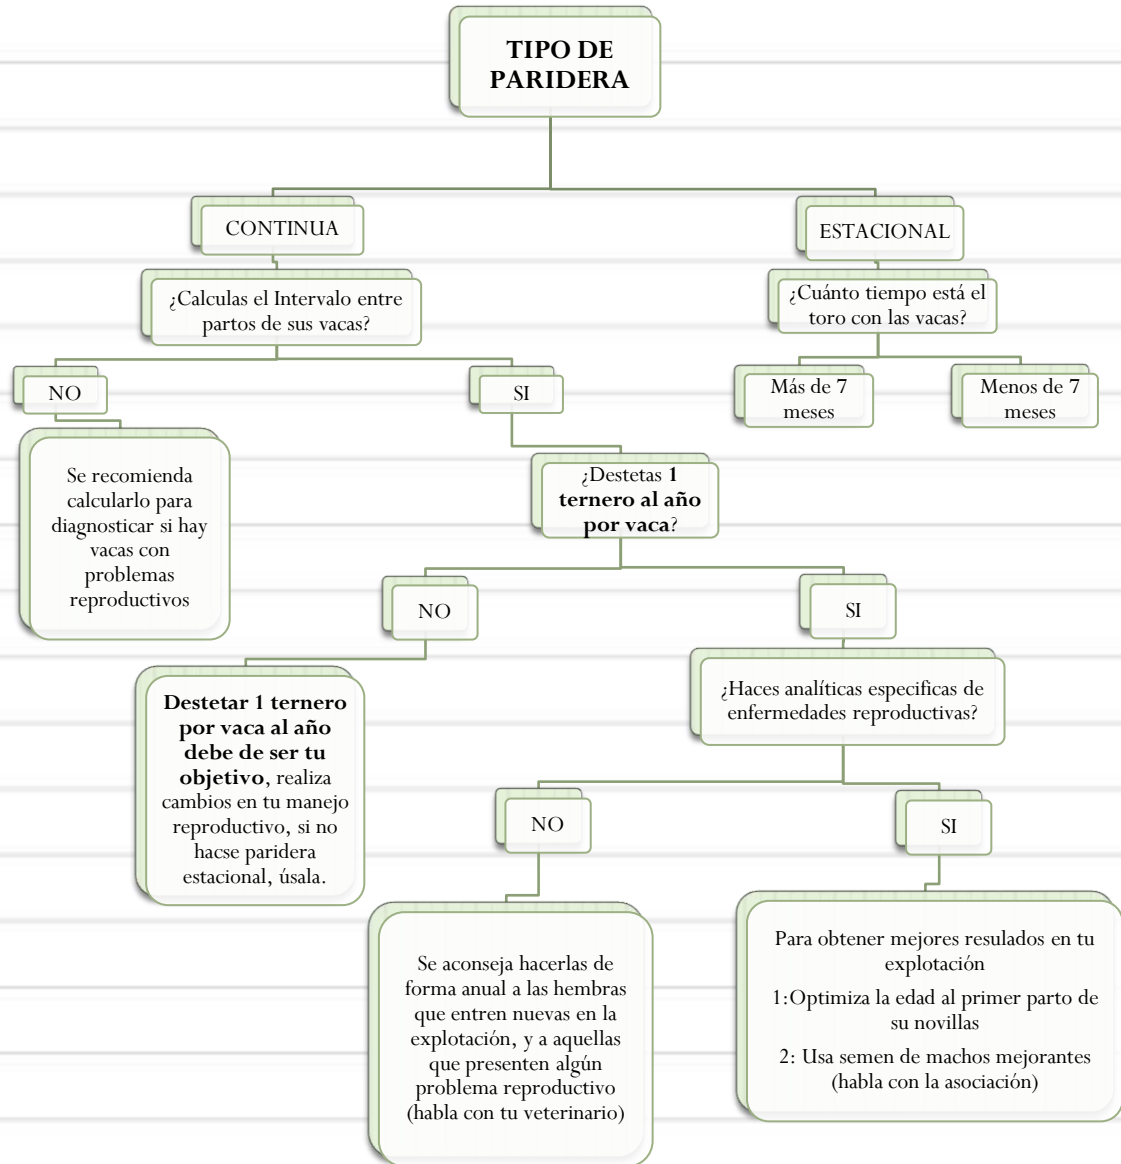 TIPO DE
PARIDERA
CONTINUA
ESTACIONAL
¿Calculas el Intervalo entre
partos de sus vacas?
¿Cuánto tiempo está el
toro con las vacas?
NO
SI
Más de 7
meses
Menos de 7
meses
Se recomienda
calcularlo para
diagnosticar si hay
vacas con
problemas
reproductivos
¿Destetas 1
ternero al año
por vaca?
NO
SI
Destetar 1 ternero
por vaca al año
debe de ser tu
objetivo, realiza
cambios en tu manejo
reproductivo, si no
hacse paridera
estacional, úsala.
¿Haces analíticas especificas de
enfermedades reproductivas?
NO
SI
Se aconseja hacerlas de
forma anual a las hembras
que entren nuevas en la
explotación, y a aquellas
que presenten algún
problema reproductivo
(habla con tu veterinario)
Para obtener mejores resulados en tu
explotación
1:Optimiza la edad al primer parto de
su novillas
2: Usa semen de machos mejorantes
(habla con la asociación)